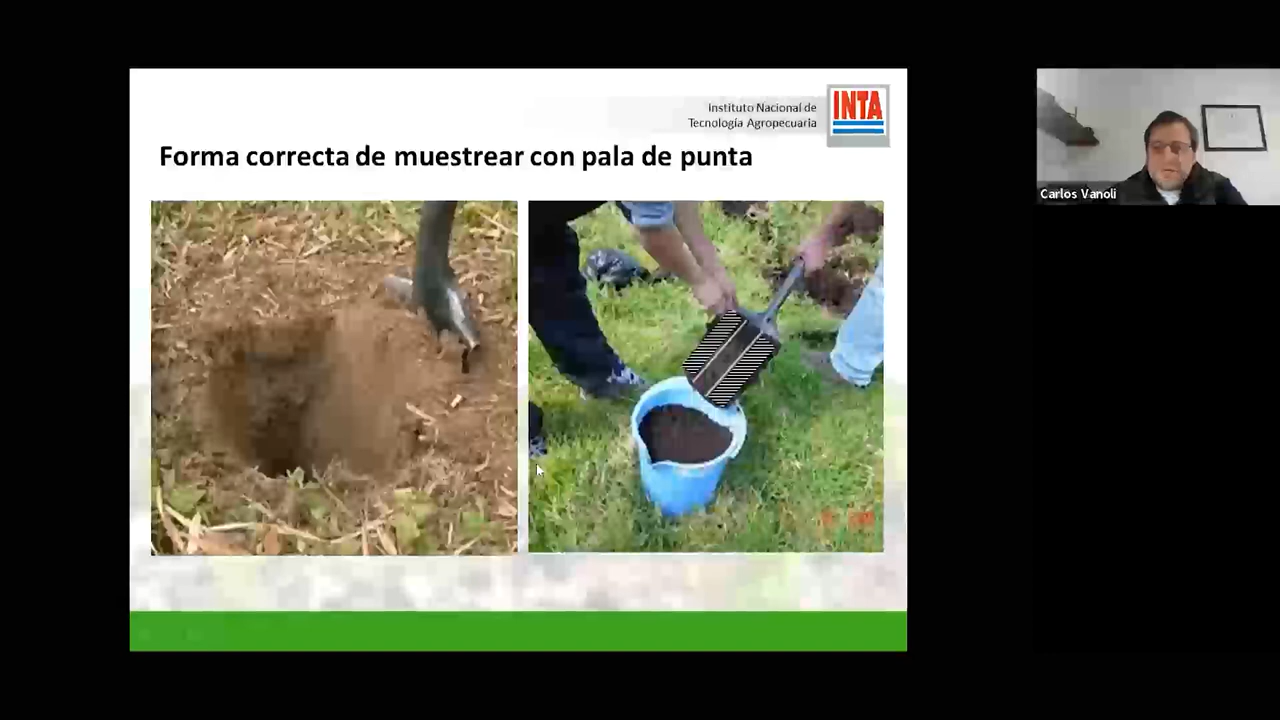 Instituto Nacional de
Tecnología Agropecuaria
INTA
Forma correcta de muestrear con pala de punta
Carlos Vanoli